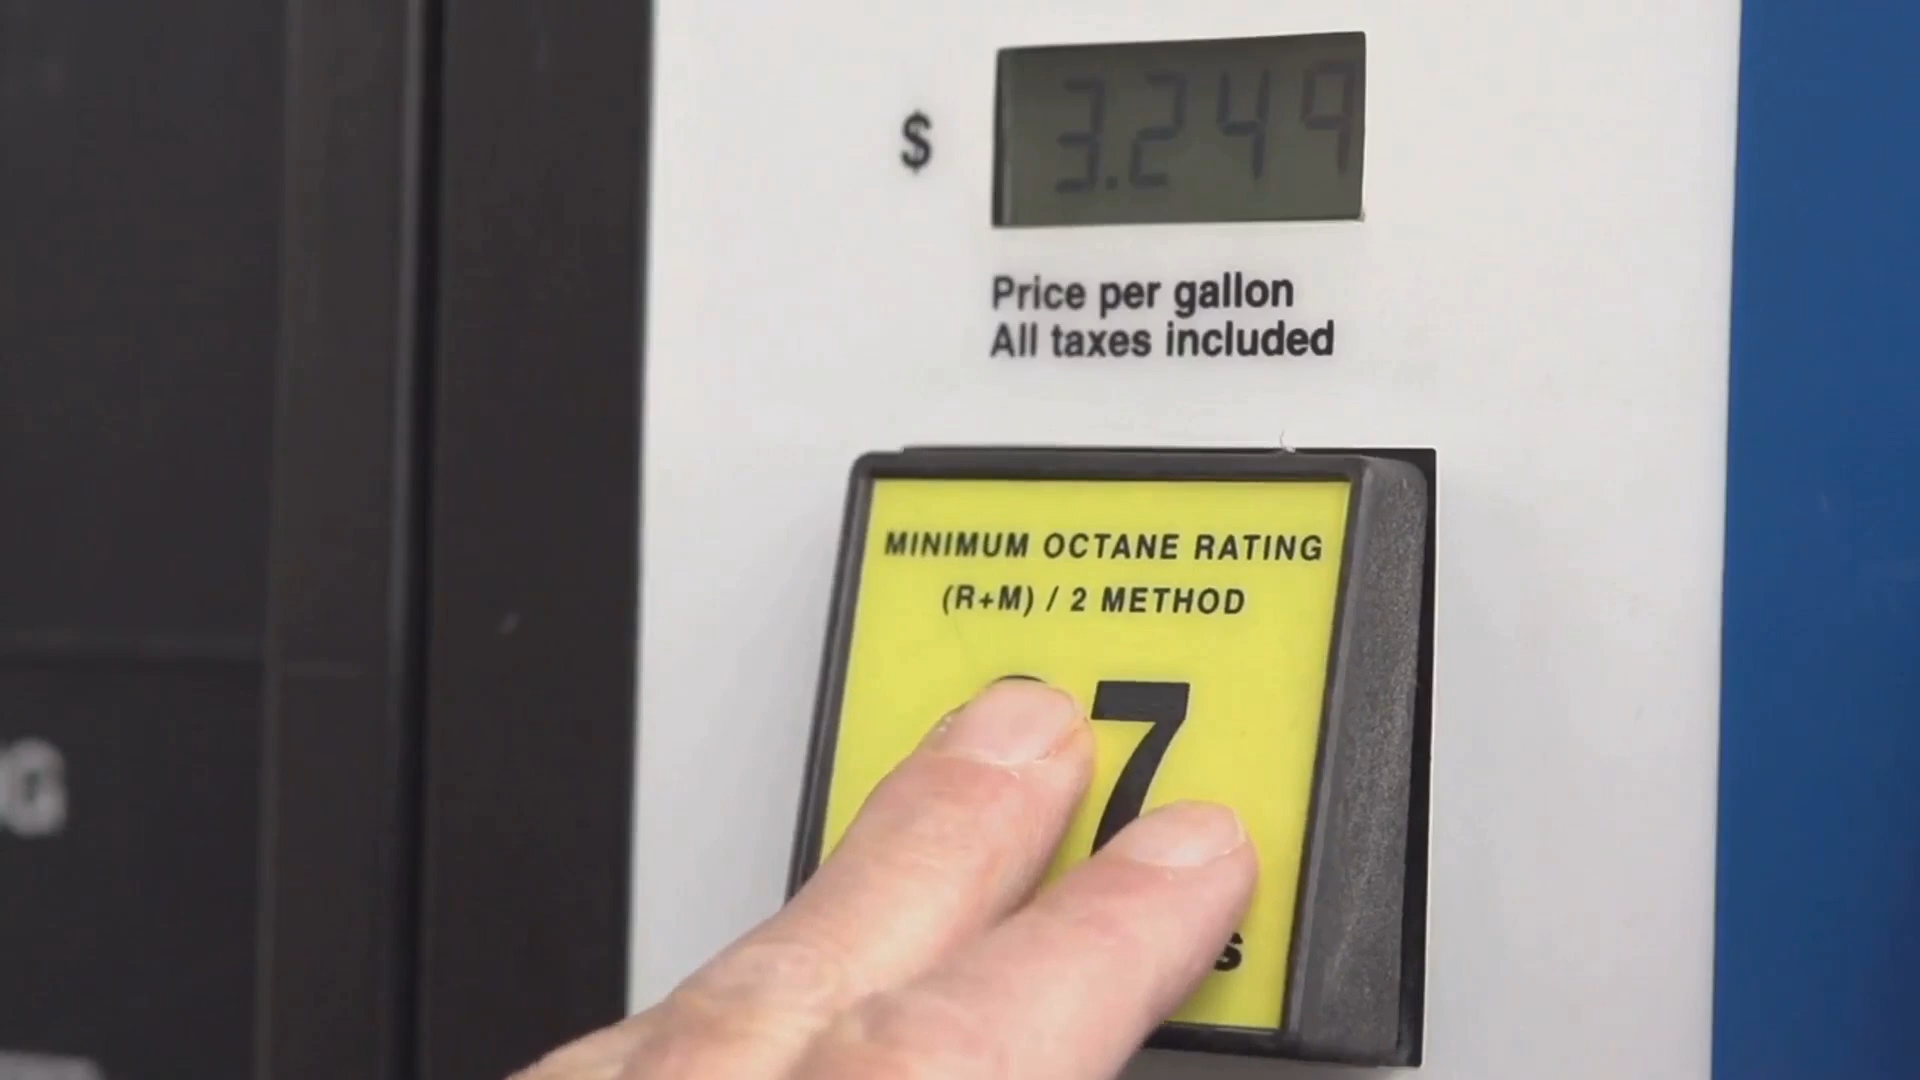 $ 3.249
Price per gallon
All taxes included
MINIMUM OCTANE RATING
(R+M) / 2 METHOD
7